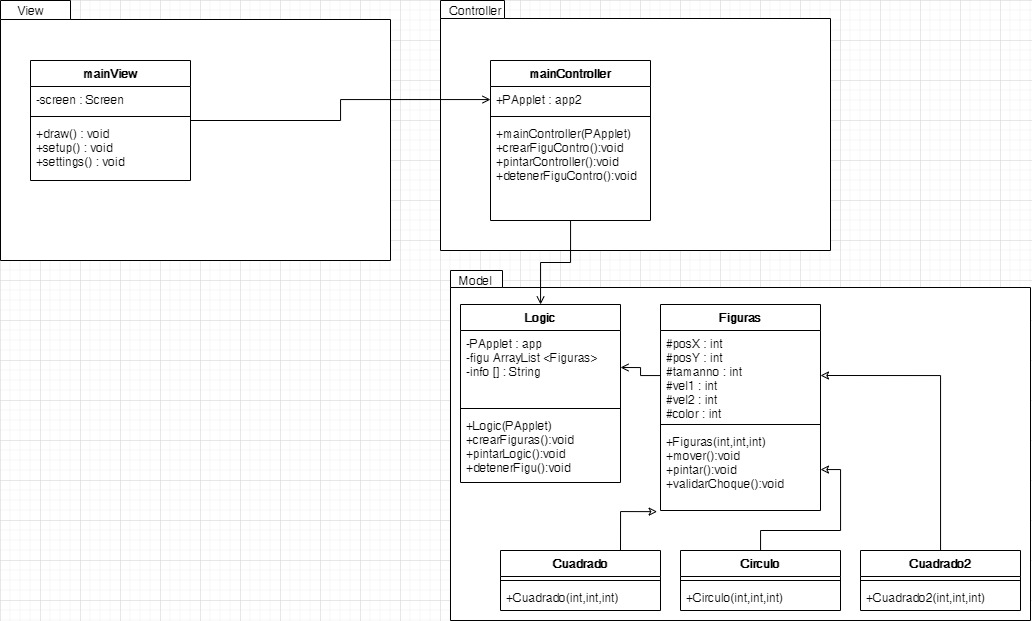 View
mainView
-screen : Screen
+draw() : void
+setup() : void
+settings() : void
Controller
mainController
+PApplet : app2
+mainController(PApplet)
+crearFiguContro():void
+pintarController():void
+detenerFiguContro():void
Model
Logic
-PApplet : app
-figu ArrayList <Figuras>
-info [] : String
+Logic(PApplet)
+crearFiguras():void
+pintarLogic():void
+detenerFigu():void
Figuras
#posX : int
#posY : int
#tamanno : int
#vel1 : int
#vel2 : int
#color : int
+Figuras(int,int,int)
+mover():void
+pintar():void
+validarChoque():void
Cuadrado
+Cuadrado(int,int,int)
Circulo
+Circulo(int,int,int)
Cuadrado2
+Cuadrado2(int,int,int)